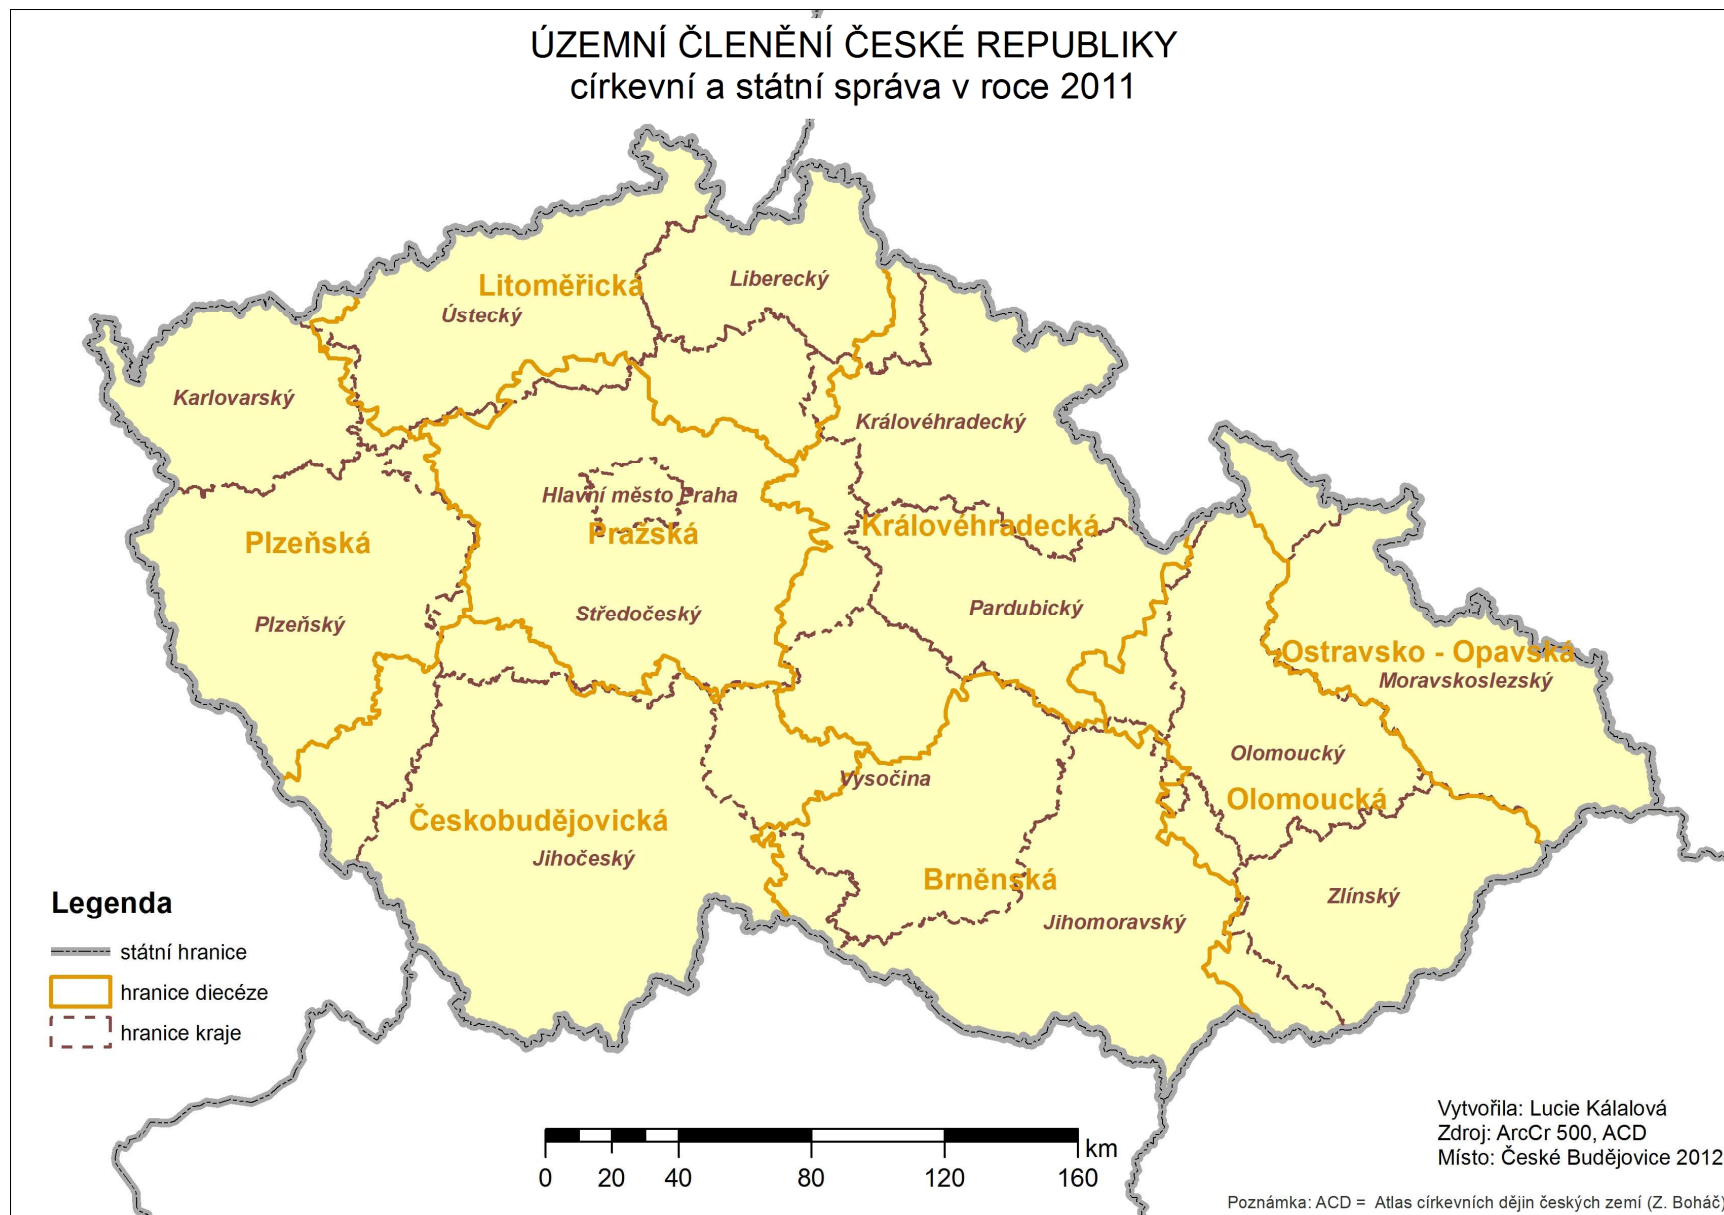 ÚZEMNÍ ČLENĚNÍ ČESKÉ REPUBLIKY
církevní a státní správa v roce 2011
Liberecký
Litoměřická
Ústecký
Karlovarský
Královéhradecký
Hlavní město Praha
Královéhradecká
Pražská
Plzeňská
Pardubický
Středočeský
Plzeňský
Ostravsko - Opavská
Moravskoslezský
Olomoucký
Vysočina
Olomoucká
Českobudějovická
Jihočeský
Brněnská
Zlínský
Jihomoravský
Legenda
státní hranice
hranice diecéze
hranice kraje
km
0 20 40 80 120 160
Vytvořila: Lucie Kálalová
Zdroj: ArcCr 500, ACD
Místo: České Budějovice 2012
Poznámka: ACD = Atlas církevních dějin českých zemí (Z. Boháč)